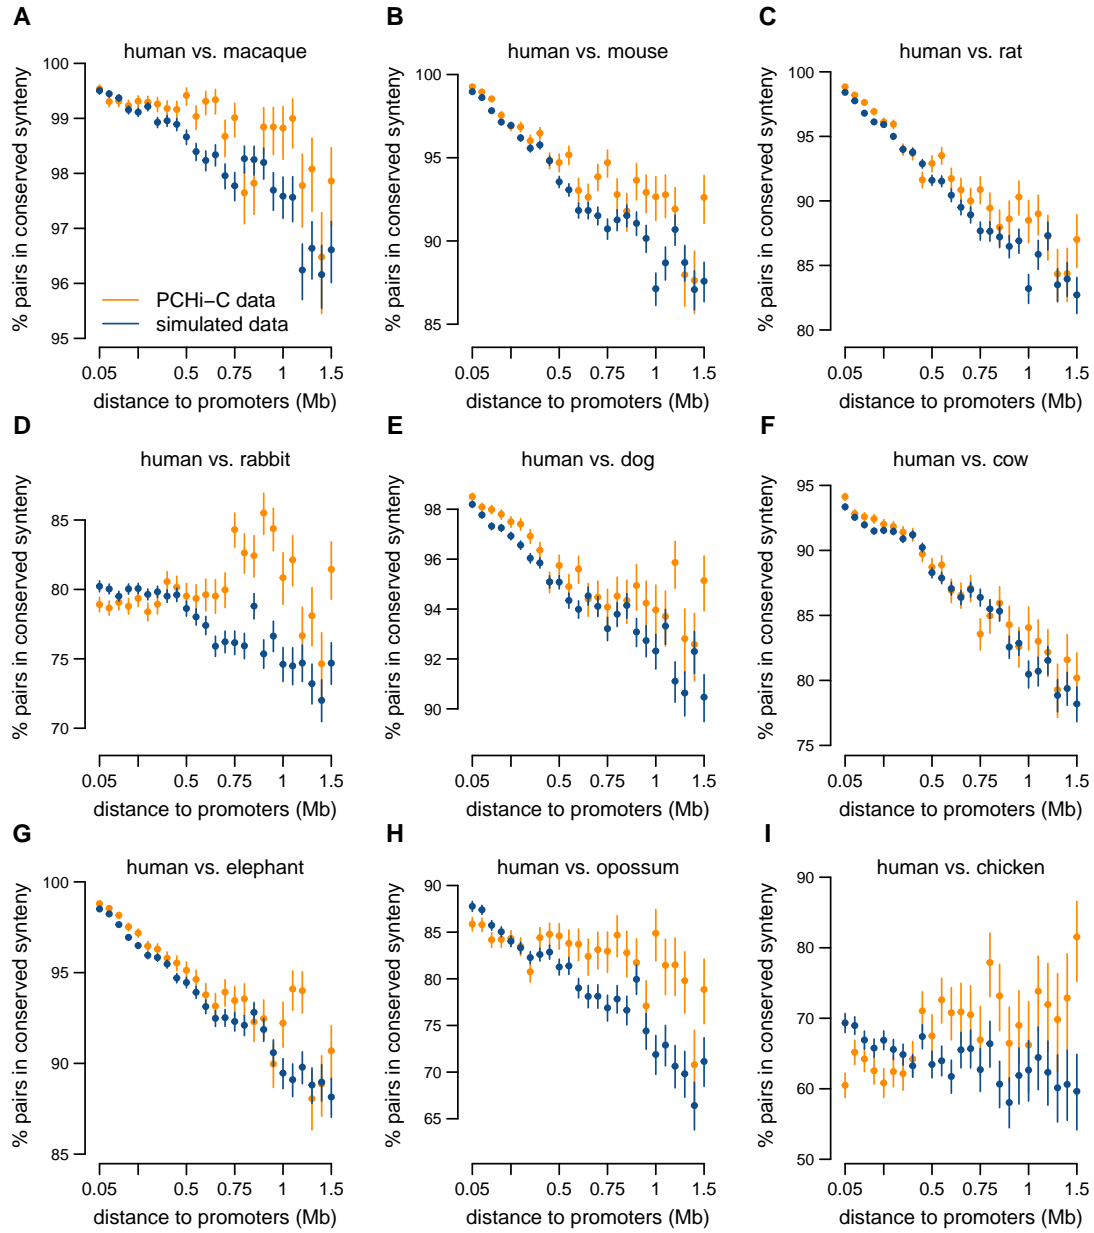 A
human vs. macaque
% pairs in conserved synteny
100
99
98
97
96
95
PCHi−C data
simulated data
0.05 0.5 0.75 1 1.5
distance to promoters (Mb)
B
human vs. mouse
% pairs in conserved synteny
100
95
90
85
0.05 0.5 0.75 1 1.5
distance to promoters (Mb)
C
human vs. rat
% pairs in conserved synteny
100
95
90
85
80
0.05 0.5 0.75 1 1.5
distance to promoters (Mb)
D
human vs. rabbit
% pairs in conserved synteny
85
80
75
70
0.05 0.5 0.75 1 1.5
distance to promoters (Mb)
E
human vs. dog
% pairs in conserved synteny
98
96
94
92
90
0.05 0.5 0.75 1 1.5
distance to promoters (Mb)
F
human vs. cow
% pairs in conserved synteny
95
90
85
80
75
0.05 0.5 0.75 1 1.5
distance to promoters (Mb)
G
human vs. elephant
% pairs in conserved synteny
100
95
90
85
0.05 0.5 0.75 1 1.5
distance to promoters (Mb)
H
human vs. opossum
% pairs in conserved synteny
90
85
80
75
70
65
0.05 0.5 0.75 1 1.5
distance to promoters (Mb)
I
human vs. chicken
% pairs in conserved synteny
90
80
70
60
50
0.05 0.5 0.75 1 1.5
distance to promoters (Mb)